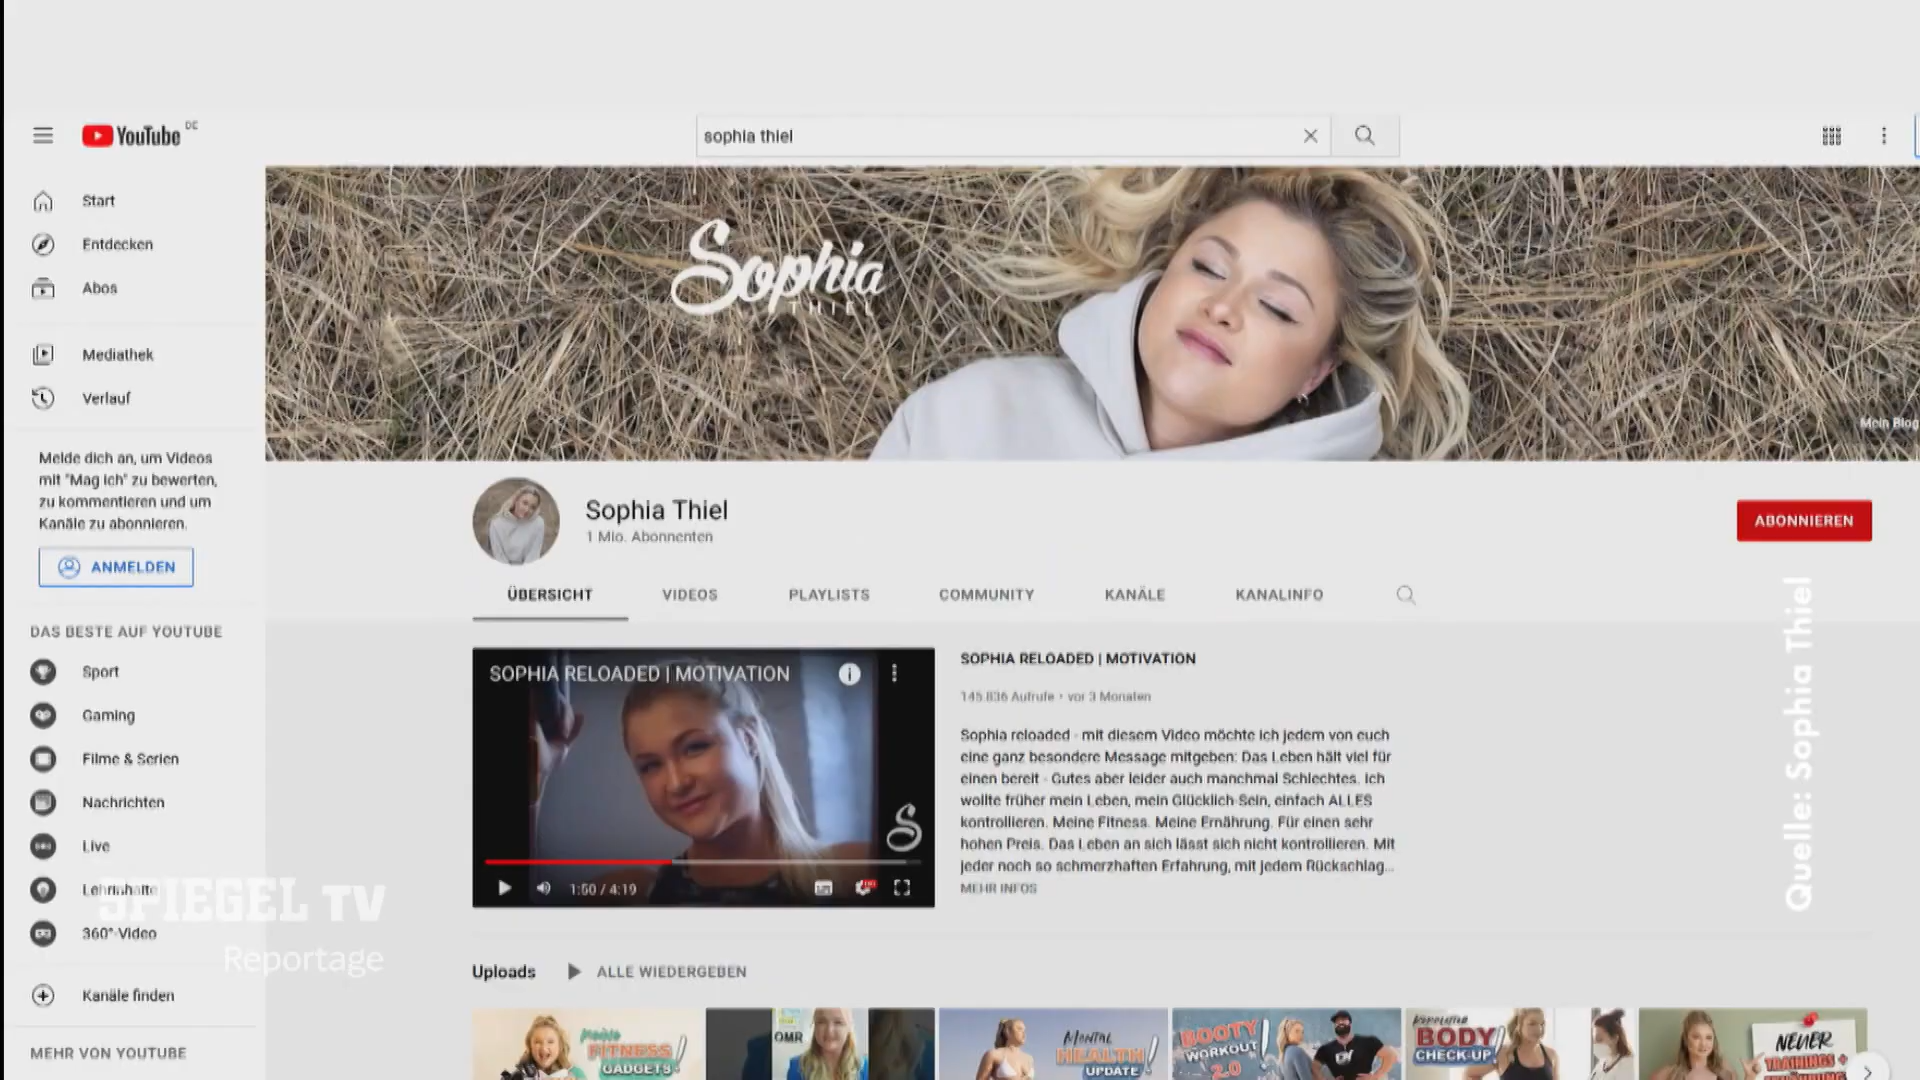 YouTube DE
sophia thiel
Start
Entdecken
Abos
Mediathek
Verlauf
Melde dich an, um Videos
mit "Mag ich" zu bewerten,
zu kommentieren und um
Kanäle zu abonnieren.
ANMELDEN
DAS BESTE AUF YOUTUBE
Sport
Gaming
Filme & Serien
Nachrichten
Live
Lehrinhalte
360°-Video
Kanäle finden
MEHR VON YOUTUBE
SPIEGEL TV
Reportage
Sophia
THIEL
Mein Blog
Sophia Thiel
1 Mio. Abonnenten
ABONNIEREN
ÜBERSICHT
VIDEOS
PLAYLISTS
COMMUNITY
KANÄLE
KANALINFO
SOPHIA RELOADED | MOTIVATION
S
1:50 / 4:19
SOPHIA RELOADED | MOTIVATION
145.836 Aufrufe • vor 3 Monaten
Sophia reloaded - mit diesem Video möchte ich jedem von euch
eine ganz besondere Message mitgeben: Das Leben hält viel für
einen bereit - Gutes aber leider auch manchmal Schlechtes. Ich
wollte früher mein Leben, mein Glücklich-Sein, einfach ALLES
kontrollieren. Meine Fitness. Meine Ernährung. Für einen sehr
hohen Preis. Das Leben an sich lässt sich nicht kontrollieren. Mit
jeder noch so schmerzhaften Erfahrung, mit jedem Rückschlag...
MEHR INFOS
Quelle: Sophia Thiel
Uploads
ALLE WIEDERGEBEN
FITNESS
GADGETS!
OMR
MENTAL
HEALTH!
UPDATE
BOOTY
WORKOUT!
2.0
BODY
CHECK-UP!
NEUER
TRAININGS +